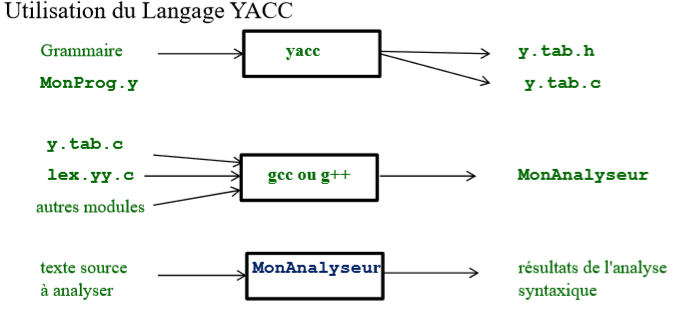 Utilisation du Langage YACC
Grammaire
MonProg.y
yacc
y.tab.h
y.tab.c
y.tab.c
lex.yy.c
autres modules
gcc ou g++
MonAnalyseur
texte source
à analyser
MonAnalyseur
résultats de l'analyse
syntaxique